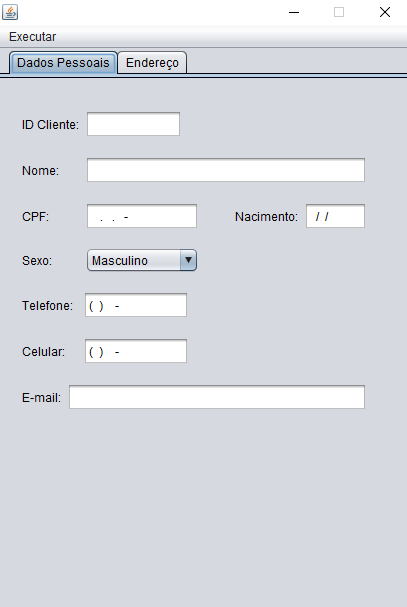 Executar
Dados Pessoais Endereço
ID Cliente:
Nome:
CPF: . . - Nacimento: / /
Sexo: Masculino
Telefone: ( ) -
Celular: ( ) -
E-mail: